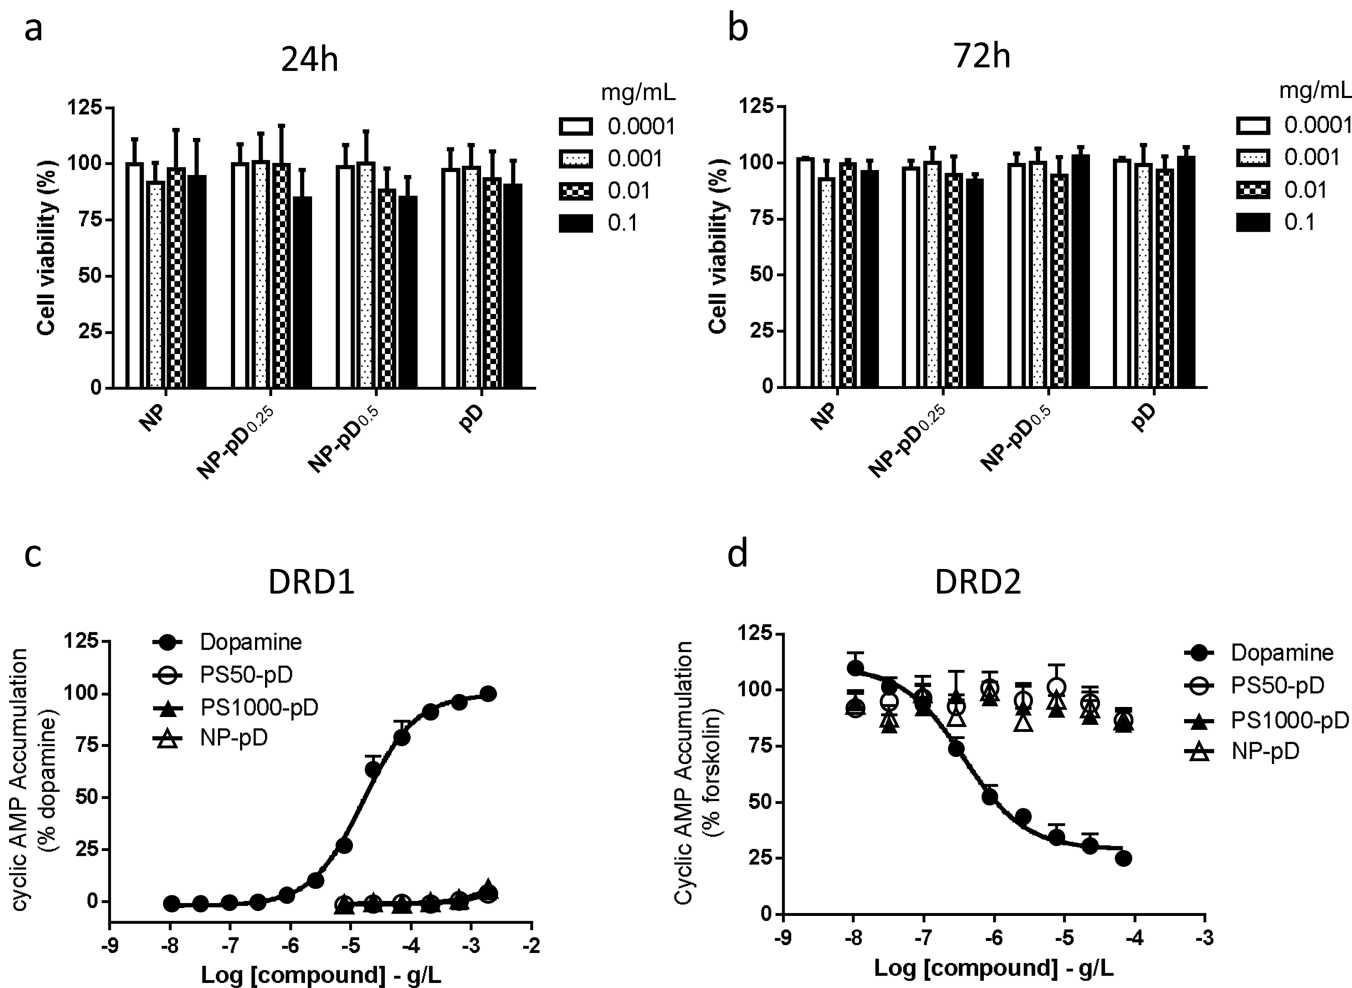 a
24h
mg/mL
0.0001
0.001
0.01
0.1
Cell viability (%)
125
100
75
50
25
0
NP
NP-pD0.25
NP-pD0.5
pD
b
72h
mg/mL
0.0001
0.001
0.01
0.1
Cell viability (%)
125
100
75
50
25
0
NP
NP-pD0.25
NP-pD0.5
pD
c
DRD1
Dopamine
PS50-pD
PS1000-pD
NP-pD
cyclic AMP Accumulation
(% dopamine)
125
100
75
50
25
0
-9 -8 -7 -6 -5 -4 -3 -2
Log [compound] - g/L
d
DRD2
Dopamine
PS50-pD
PS1000-pD
NP-pD
Cyclic AMP Accumulation
(% forskolin)
125
100
75
50
25
0
-9 -8 -7 -6 -5 -4 -3
Log [compound] - g/L